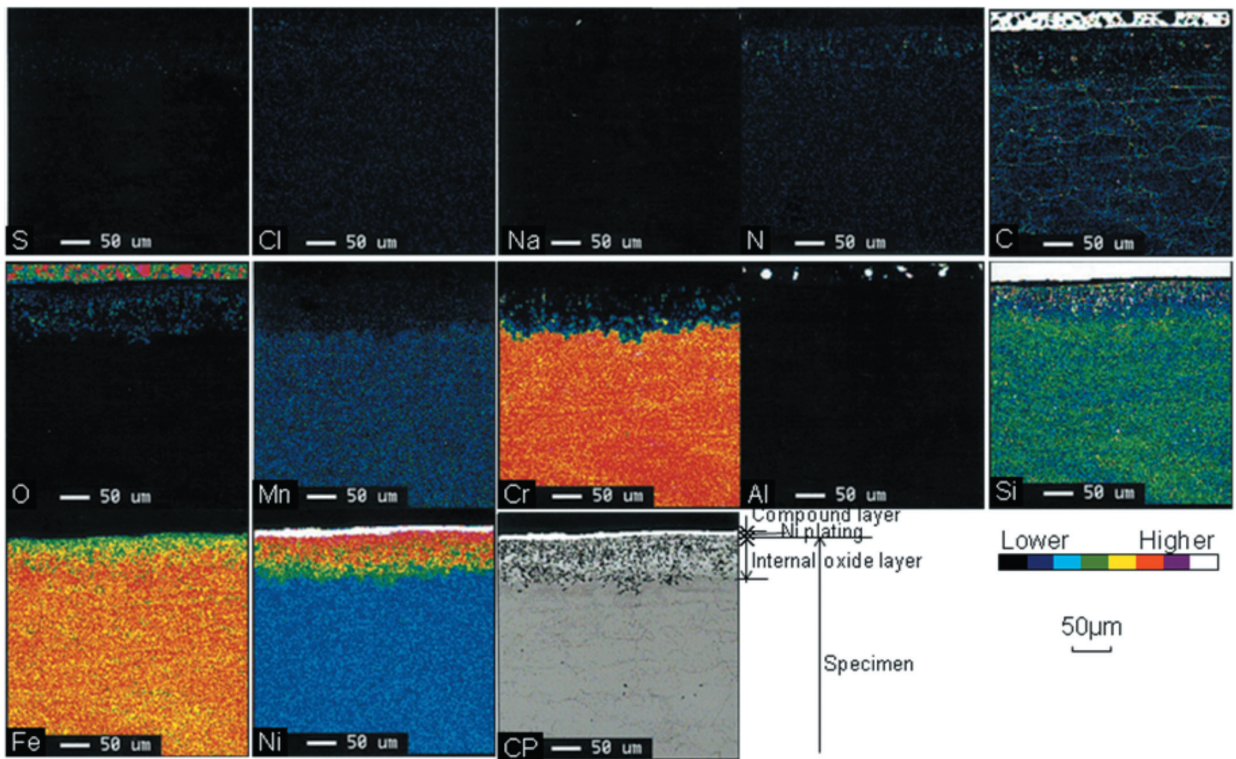 S 50 um
Cl 50 um
Na 50 um
N 50 um
C 50 um
O 50 um
Mn 50 um
Cr 50 um
Al 50 um
Si 50 um
Compound layer
Ni plating
Internal oxide layer
Lower Higher
50μm
Specimen
Fe 50 um
Ni 50 um
CP 50 um